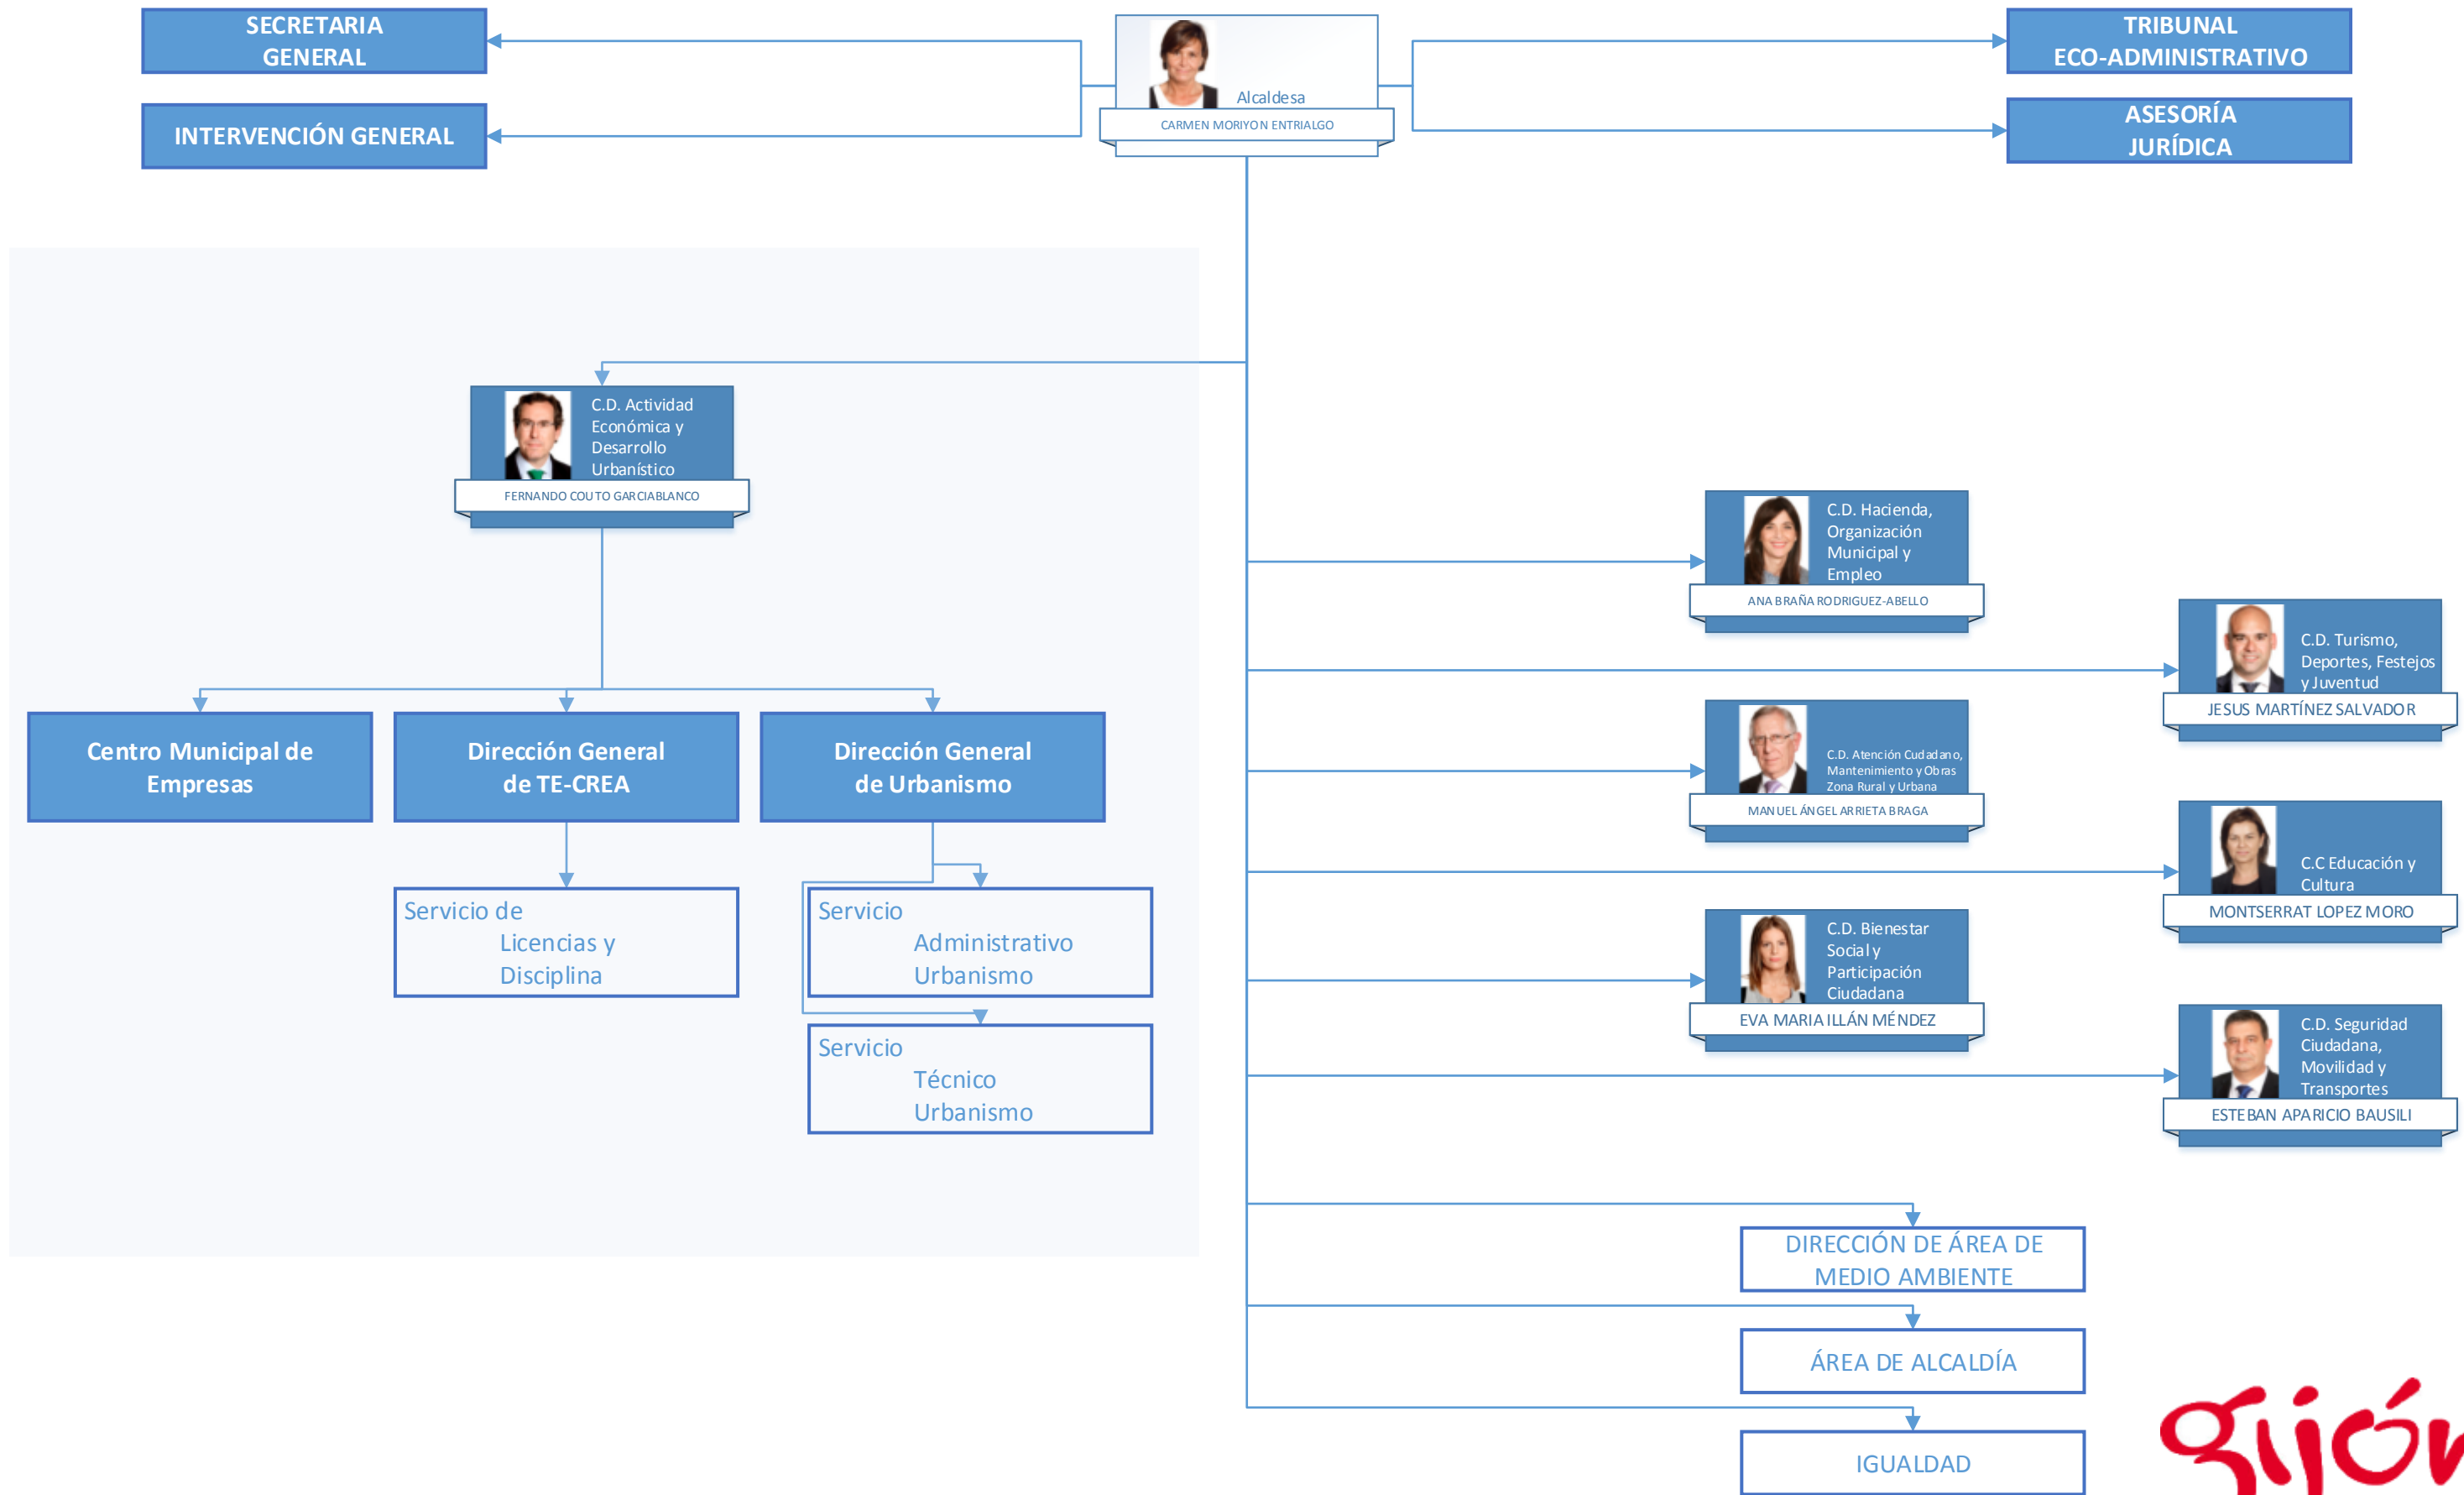 SECRETARIA
GENERAL
INTERVENCIÓN GENERAL
Alcaldesa
CARMEN MORIYON ENTRIALGO
TRIBUNAL
ECO-ADMINISTRATIVO
ASESORÍA
JURÍDICA
C.D. Actividad
Económica y
Desarrollo
Urbanístico
FERNANDO COUTO GARCIABLANCO
Centro Municipal de
Empresas
Dirección General
de TE-CREA
Dirección General
de Urbanismo
Servicio de
Licencias y
Disciplina
Servicio
Administrativo
Urbanismo
Servicio
Técnico
Urbanismo
C.D. Hacienda,
Organización
Municipal y
Empleo
ANA BRAÑA RODRIGUEZ-ABELLO
C.D. Turismo,
Deportes, Festejos
y Juventud
JESUS MARTÍNEZ SALVADOR
C.D. Atención Cudadano,
Mantenimiento y Obras
Zona Rural y Urbana
MANUEL ÁNGEL ARRIETA BRAGA
C.C Educación y
Cultura
MONTSERRAT LOPEZ MORO
C.D. Bienestar
Social y
Participación
Ciudadana
EVA MARIA ILLÁN MÉNDEZ
C.D. Seguridad
Ciudadana,
Movilidad y
Transportes
ESTEBAN APARICIO BAUSILI
DIRECCIÓN DE ÁREA DE
MEDIO AMBIENTE
ÁREA DE ALCALDÍA
IGUALDAD
gijón